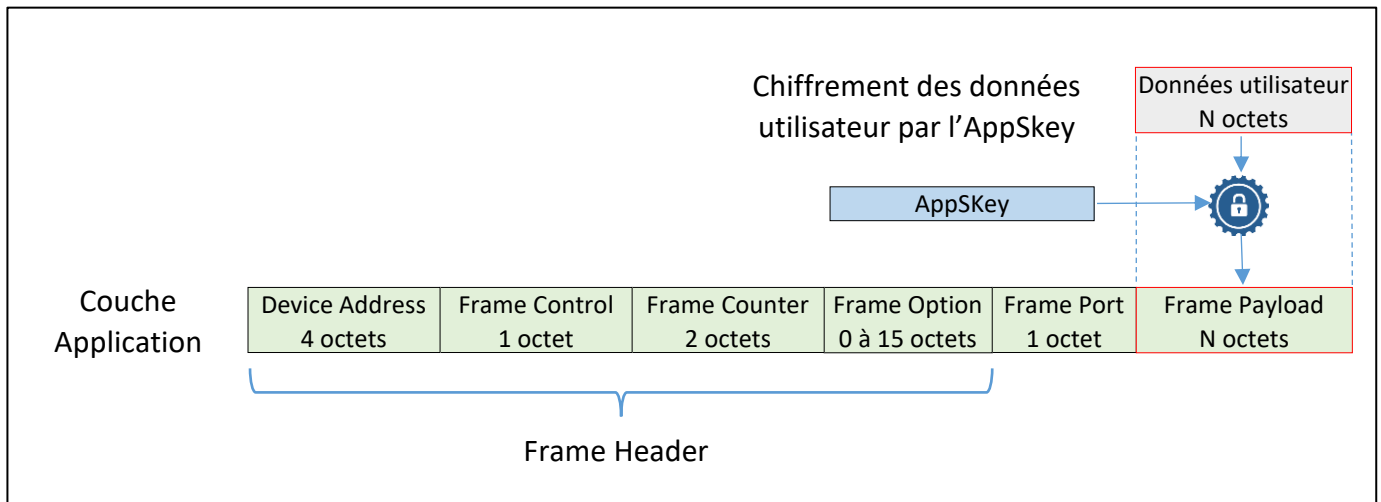 Chiffrement des données
utilisateur par l'AppSkey
Données utilisateur
N octets
AppSKey
Couche
Application
Device Address
4 octets
Frame Control
1 octet
Frame Counter
2 octets
Frame Option
0 à 15 octets
Frame Port
1 octet
Frame Payload
N octets
Frame Header